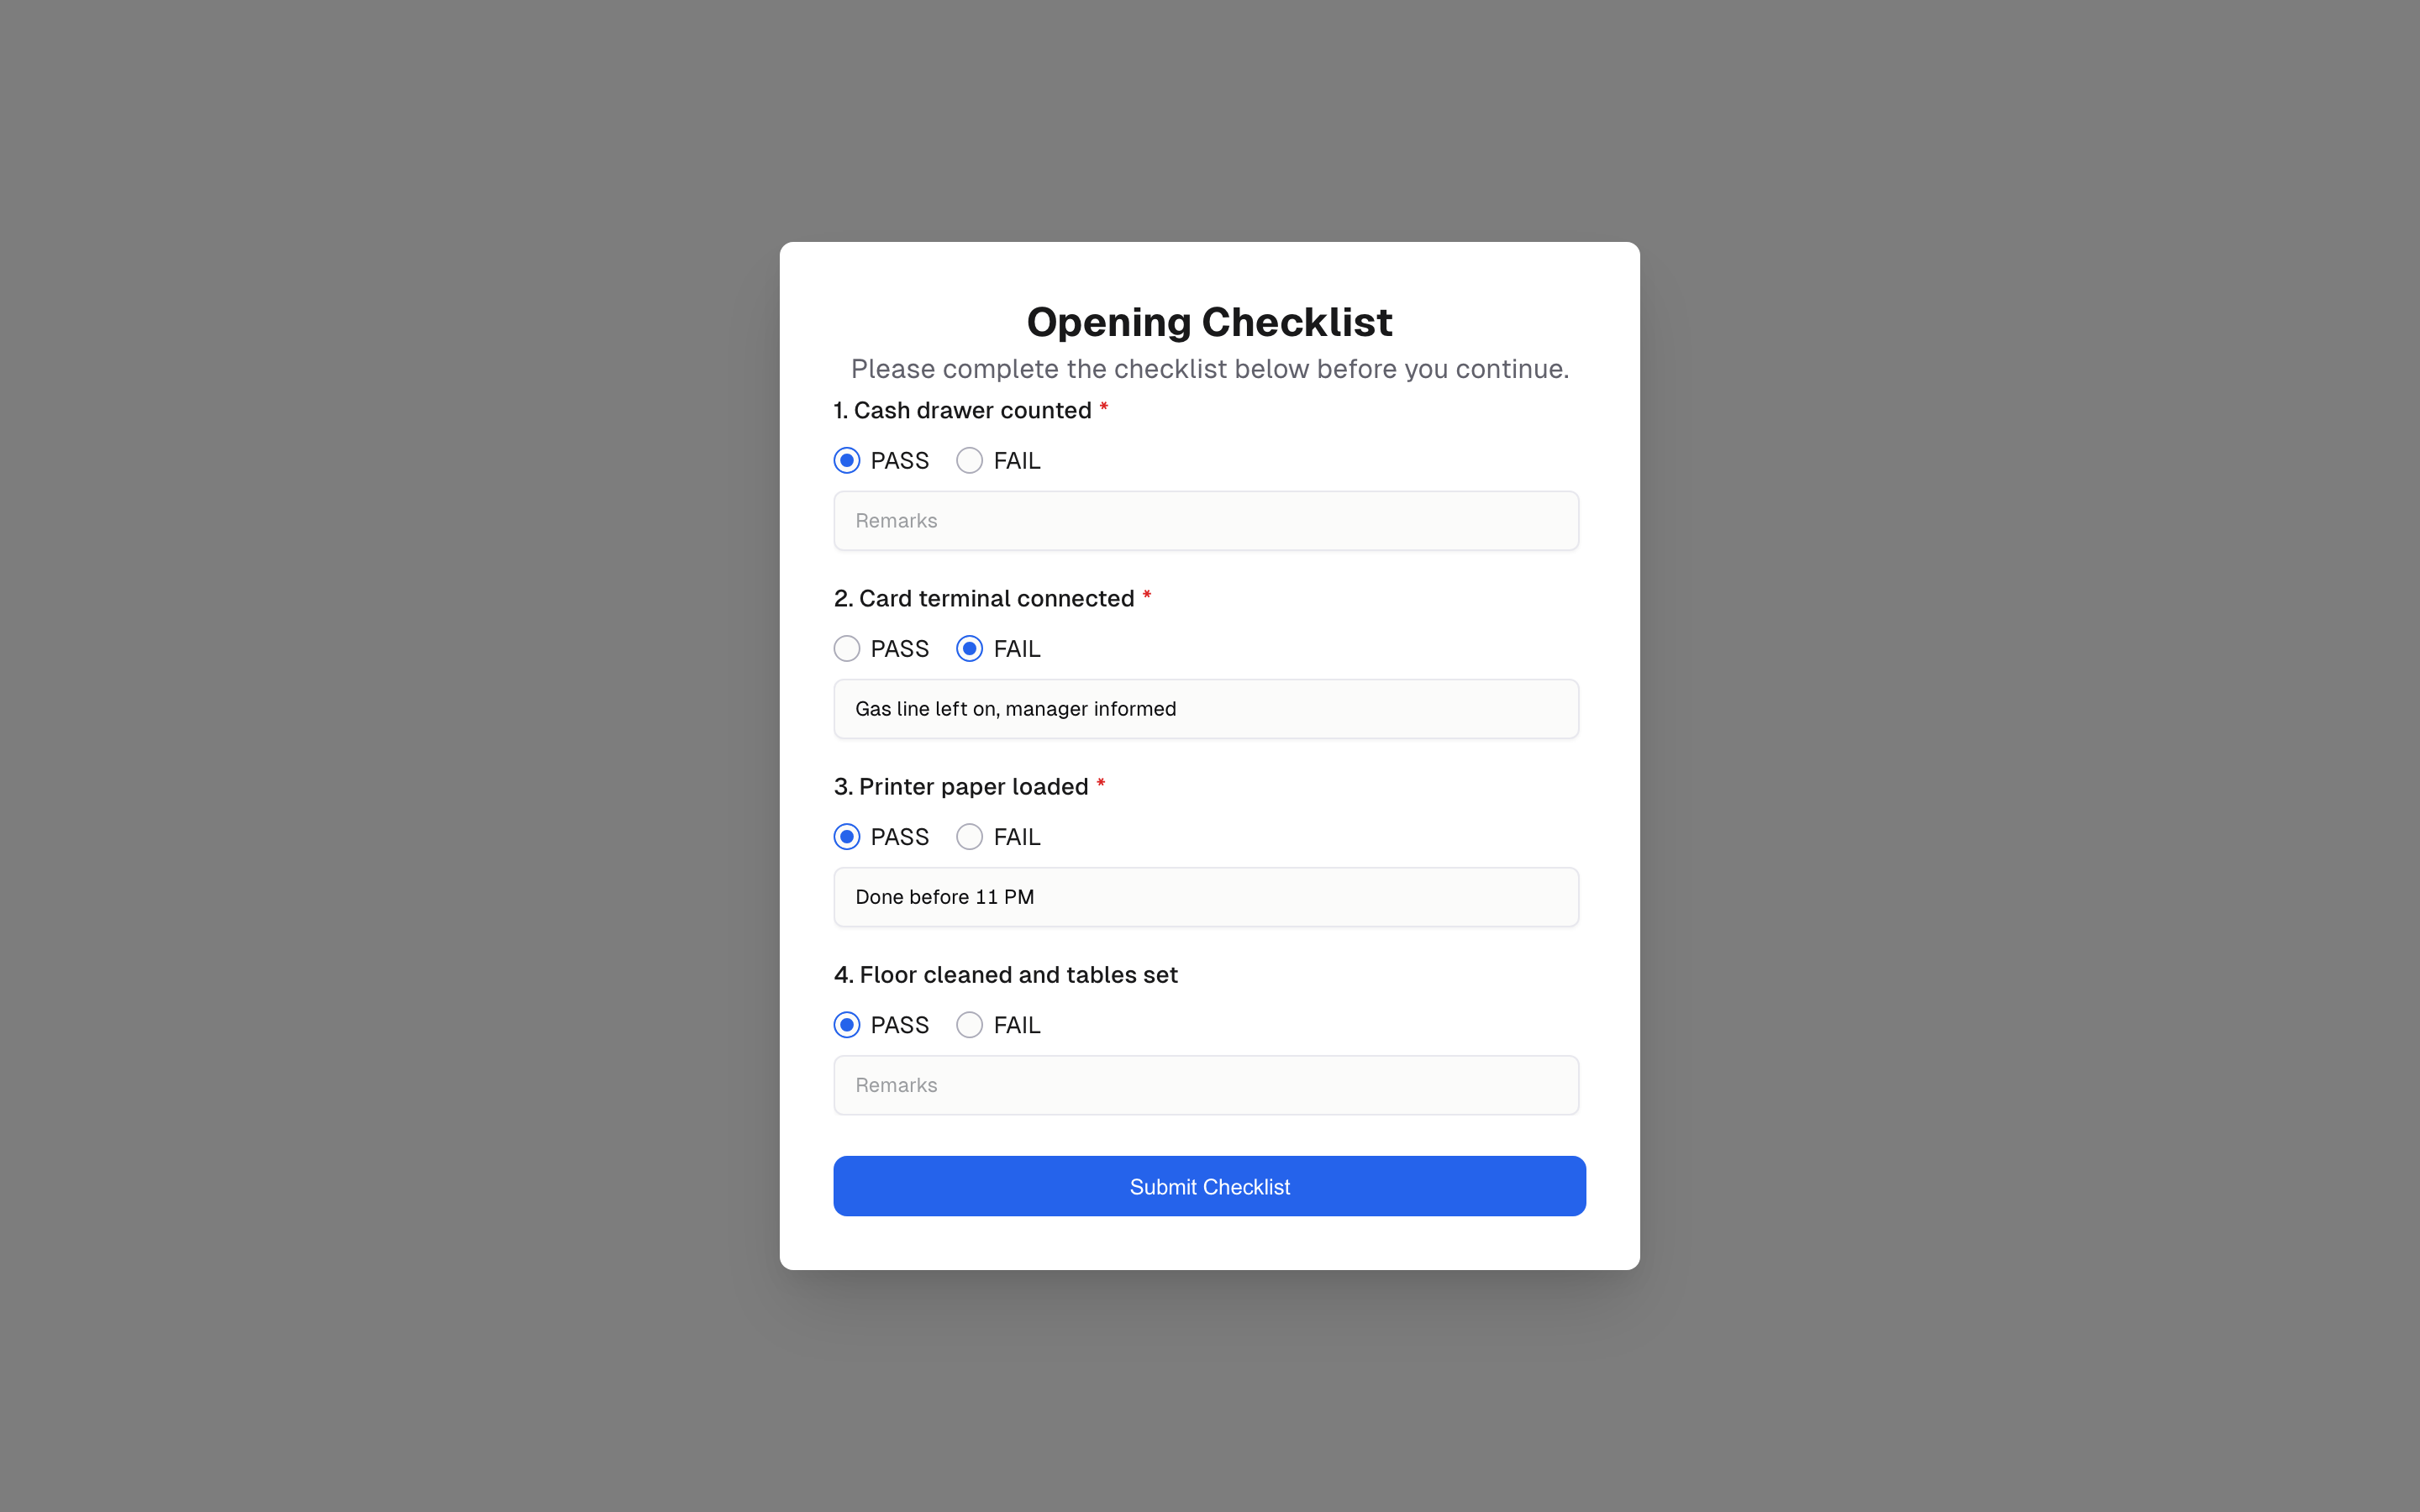 Opening Checklist
Please complete the checklist below before you continue.
1. Cash drawer counted *
PASS FAIL
Remarks
2. Card terminal connected *
PASS FAIL
Gas line left on, manager informed
3. Printer paper loaded *
PASS FAIL
Done before 11 PM
4. Floor cleaned and tables set
PASS FAIL
Remarks
Submit Checklist